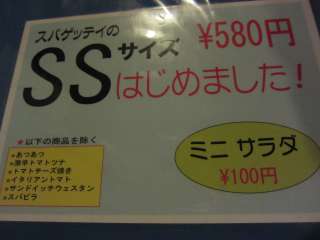 スパゲッティの
SSサイズ ¥580円
はじめました!
★以下の商品を除く
●あつあつ
●激辛トマトツナ
●トマトチーズ焼き
●イタリアントマト
●サンドイッチウェスタン
●スパピラ
ミニ サラダ
¥100円